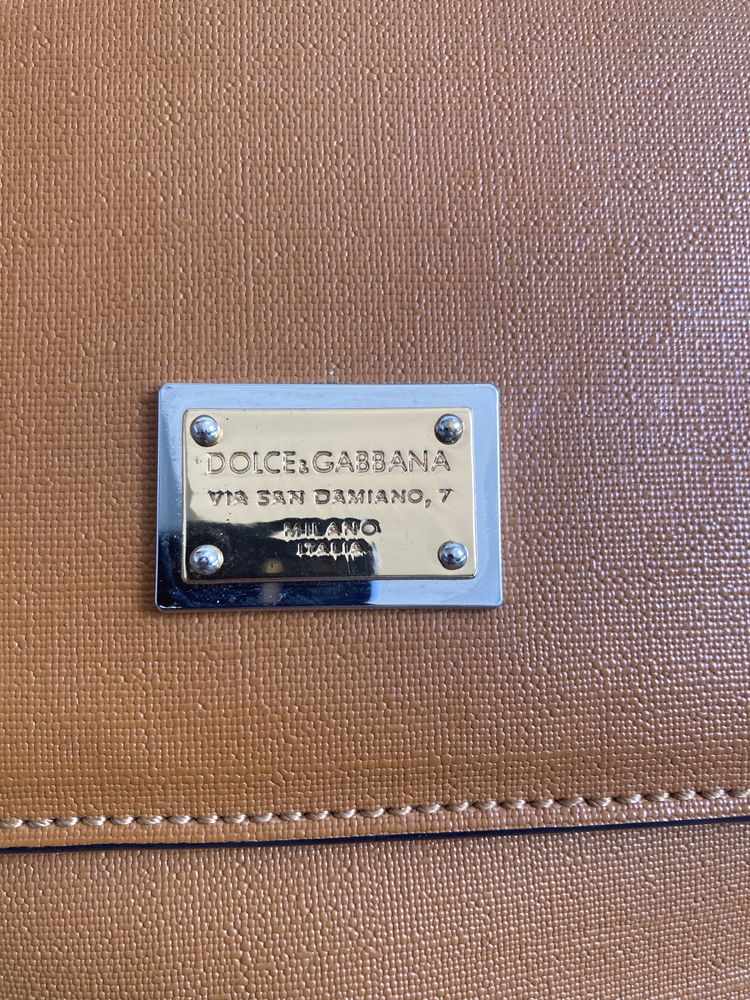 DOLCE&GABBANA
VIA SAN DAMIANO, 7
MILANO
ITALIA